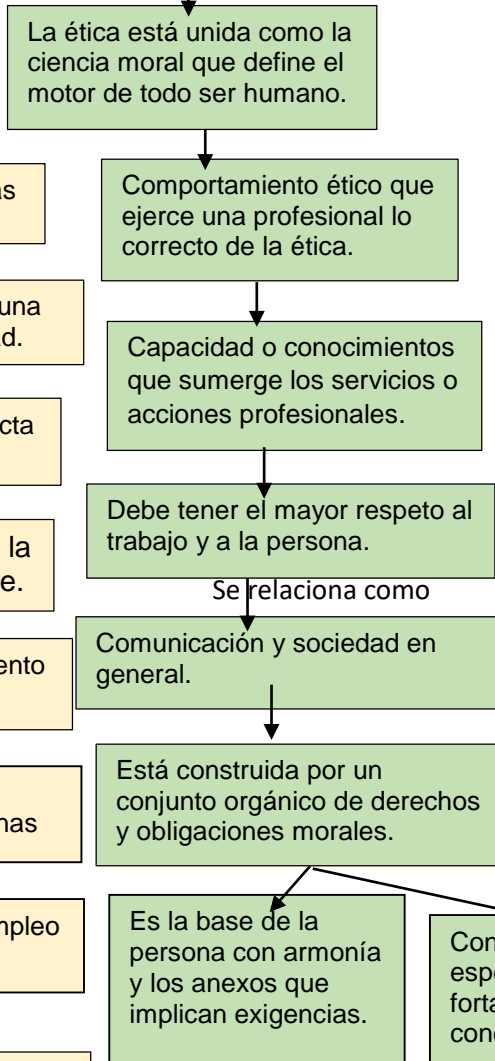 La ética está unida como la
ciencia moral que define el
motor de todo ser humano.
Comportamiento ético que
ejerce una profesional lo
correcto de la ética.
una
Capacidad o conocimientos
que sumerge los servicios o
acciones profesionales.
Debe tener el mayor respeto al
trabajo y a la persona.
la
Se relaciona como
Comunicación y sociedad en
general.
Está construida por un
conjunto orgánico de derechos
y obligaciones morales.
Es la base de la
persona con armonía
y los anexos que
implican exigencias.